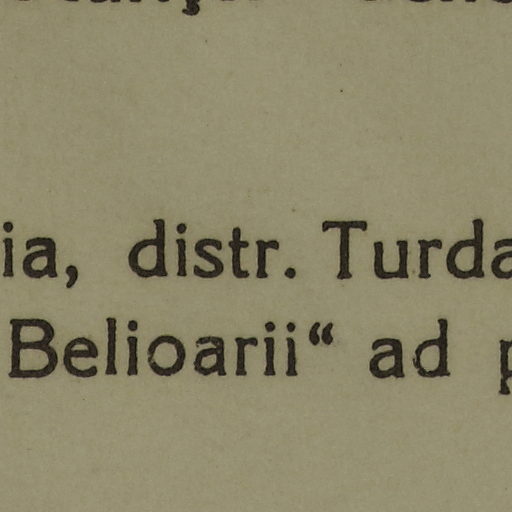 ia, distr. Turda
Belioarii“ ad p